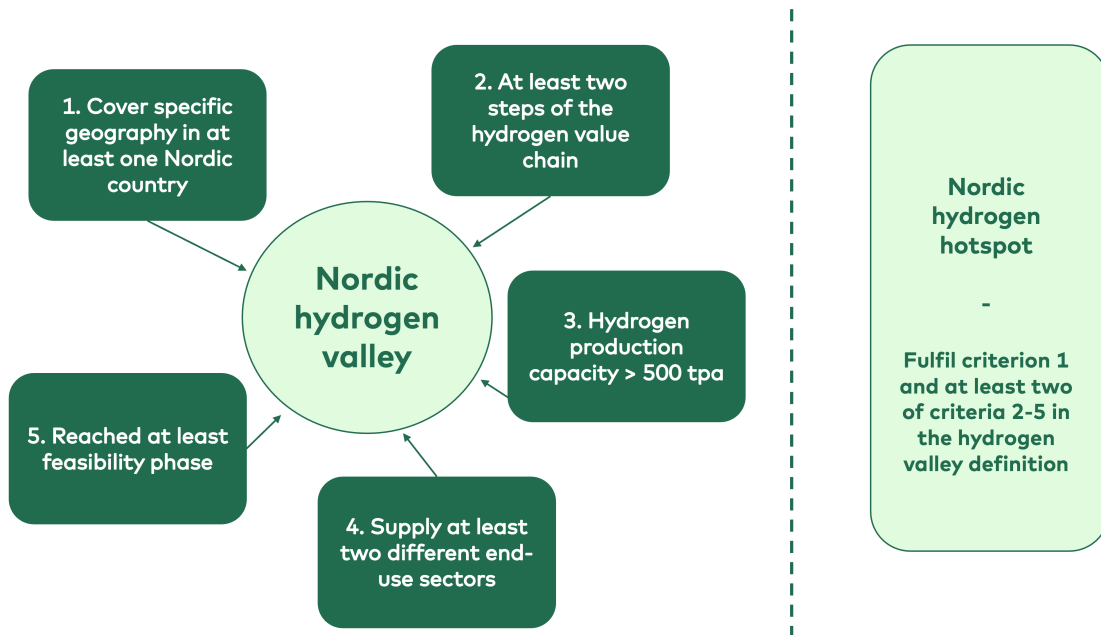 1. Cover specific
geography in at
least one Nordic
country
2. At least two
steps of the
hydrogen value
chain
Nordic
hydrogen
valley
3. Hydrogen
production
capacity > 500 tpa
5. Reached at least
feasibility phase
4. Supply at least
two different end-
use sectors
Nordic
hydrogen
hotspot
-
Fulfil criterion 1
and at least two
of criteria 2-5 in
the hydrogen
valley definition